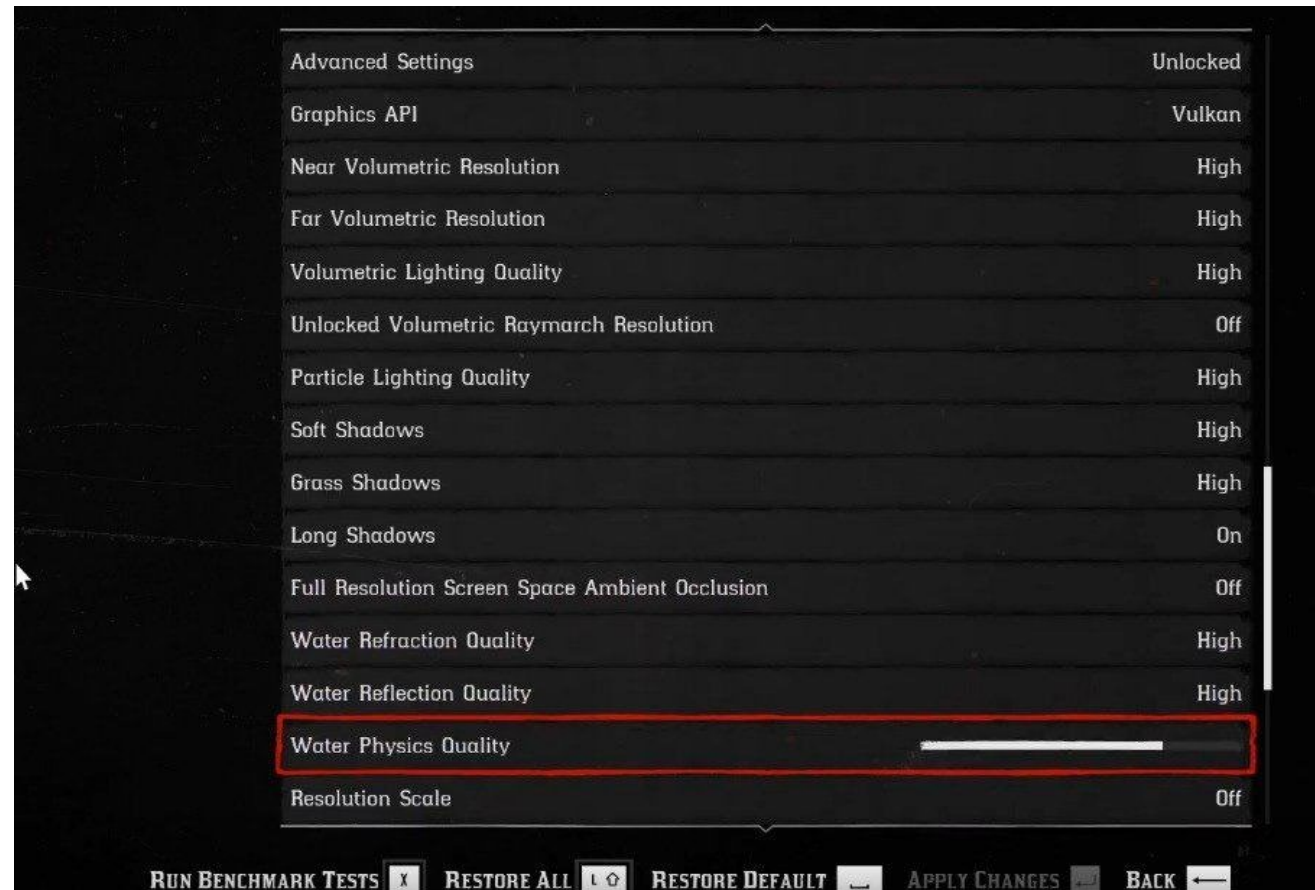 Advanced Settings Unlocked
Graphics API Vulkan
Near Volumetric Resolution High
Far Volumetric Resolution High
Volumetric Lighting Quality High
Unlocked Volumetric Raymarch Resolution Off
Particle Lighting Quality High
Soft Shadows High
Grass Shadows High
Long Shadows On
Full Resolution Screen Space Ambient Occlusion Off
Water Refraction Quality High
Water Reflection Quality High
Water Physics Quality
Resolution Scale Off
RUN BENCHMARK TESTS X RESTORE ALL L RESTORE DEFAULT APPLY CHANGES BACK